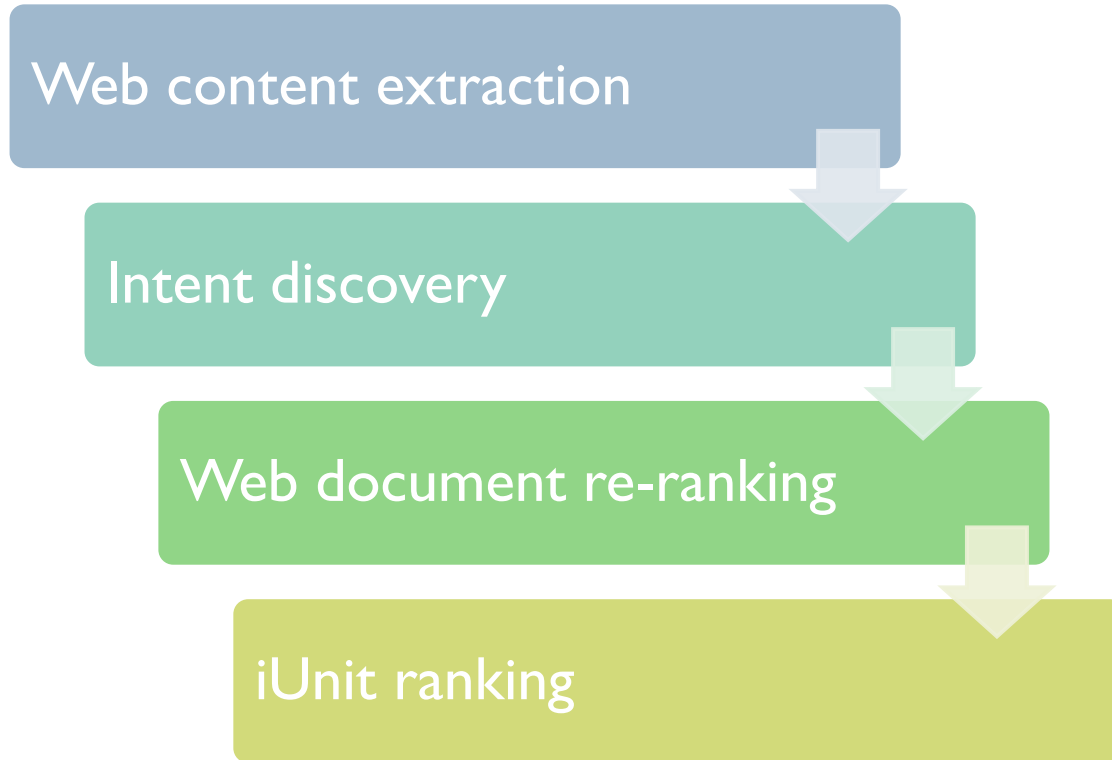 Web content extraction
Intent discovery
Web document re-ranking
iUnit ranking